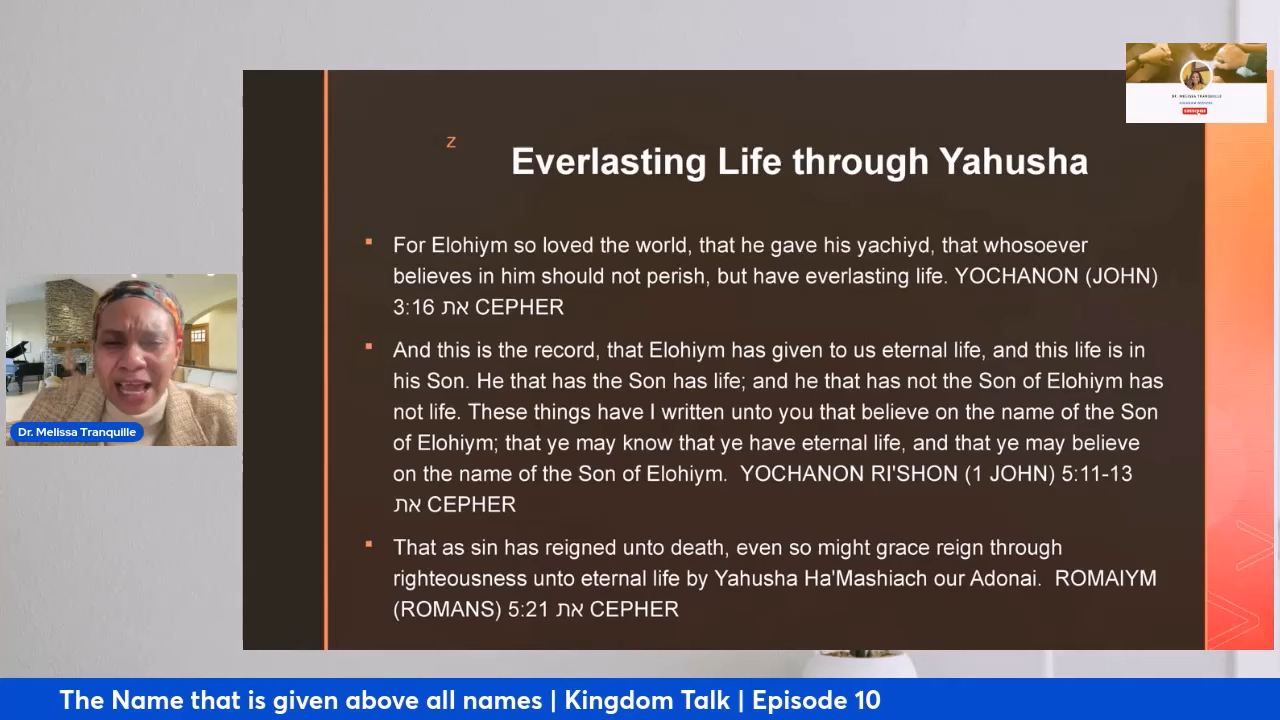 DR. MELISSA TRANQUILLE
SUBSCRIBE
z
Everlasting Life through Yahusha
▪ For Elohiym so loved the world, that he gave his yachiyd, that whosoever
believes in him should not perish, but have everlasting life. YOCHANON (JOHN)
3:16 את CEPHER
▪ And this is the record, that Elohiym has given to us eternal life, and this life is in
his Son. He that has the Son has life; and he that has not the Son of Elohiym has
not life. These things have I written unto you that believe on the name of the Son
of Elohiym; that ye may know that ye have eternal life, and that ye may believe
on the name of the Son of Elohiym. YOCHANON RI'SHON (1 JOHN) 5:11-13
את CEPHER
▪ That as sin has reigned unto death, even so might grace reign through
righteousness unto eternal life by Yahusha Ha'Mashiach our Adonai. ROMAIYM
(ROMANS) 5:21 את CEPHER
Dr. Melissa Tranquille
The Name that is given above all names | Kingdom Talk | Episode 10